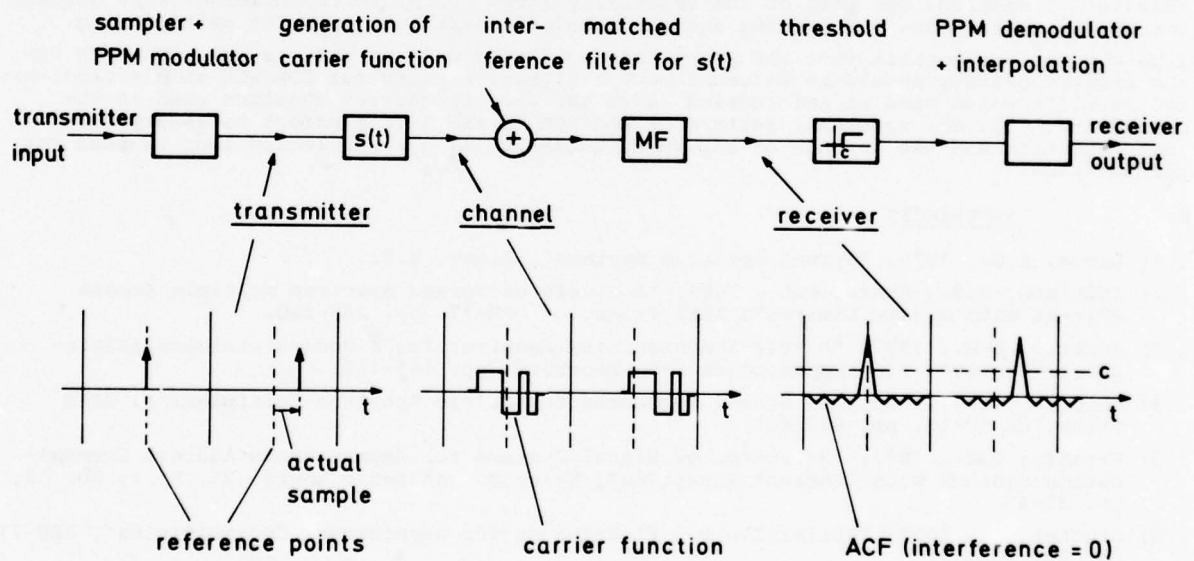 sampler + generation of inter- matched threshold PPM demodulator
PPM modulator carrier function ference filter for s(t) + interpolation
transmitter
input
s(t)
+
MF
c
receiver
output
transmitter
channel
receiver
t
t
c
t
actual
sample
reference points
carrier function
ACF (interference = 0)